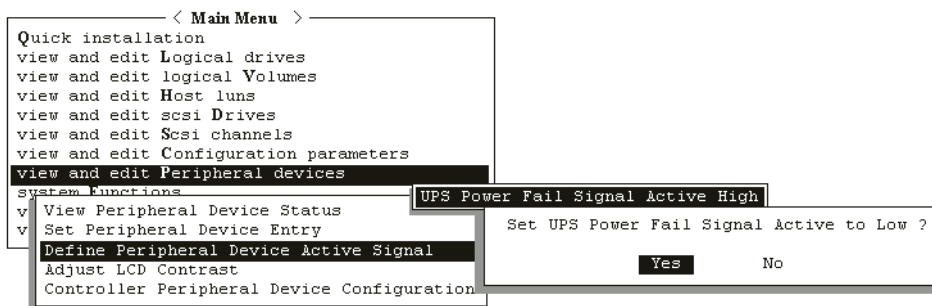 < Main Menu >
Quick installation
view and edit Logical drives
view and edit logical Volumes
view and edit Host luns
view and edit scsi Drives
view and edit Scsi channels
view and edit Configuration parameters
view and edit Peripheral devices
system Functions
v
v
View Peripheral Device Status
Set Peripheral Device Entry
Define Peripheral Device Active Signal
Adjust LCD Contrast
Controller Peripheral Device Configuration
UPS Power Fail Signal Active High
Set UPS Power Fail Signal Active to Low ?
Yes No